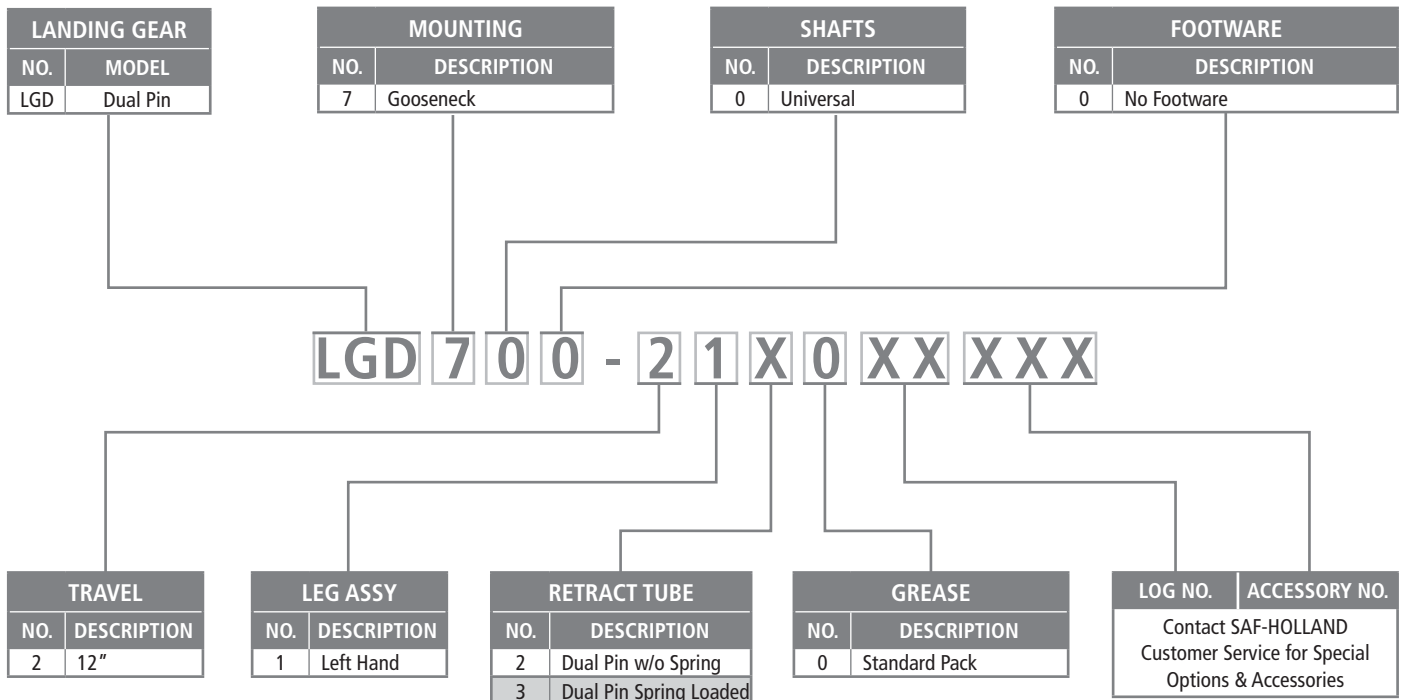 LANDING GEAR
NO. MODEL
LGD Dual Pin
MOUNTING
NO. DESCRIPTION
7 Gooseneck
SHAFTS
NO. DESCRIPTION
0 Universal
FOOTWARE
NO. DESCRIPTION
0 No Footware
LGD 7 0 0 - 2 1 X 0 X X X X X
TRAVEL
NO. DESCRIPTION
2 12"
LEG ASSY
NO. DESCRIPTION
1 Left Hand
RETRACT TUBE
NO. DESCRIPTION
2 Dual Pin w/o Spring
3 Dual Pin Spring Loaded
GREASE
NO. DESCRIPTION
0 Standard Pack
LOG NO. ACCESSORY NO.
Contact SAF-HOLLAND
Customer Service for Special
Options & Accessories